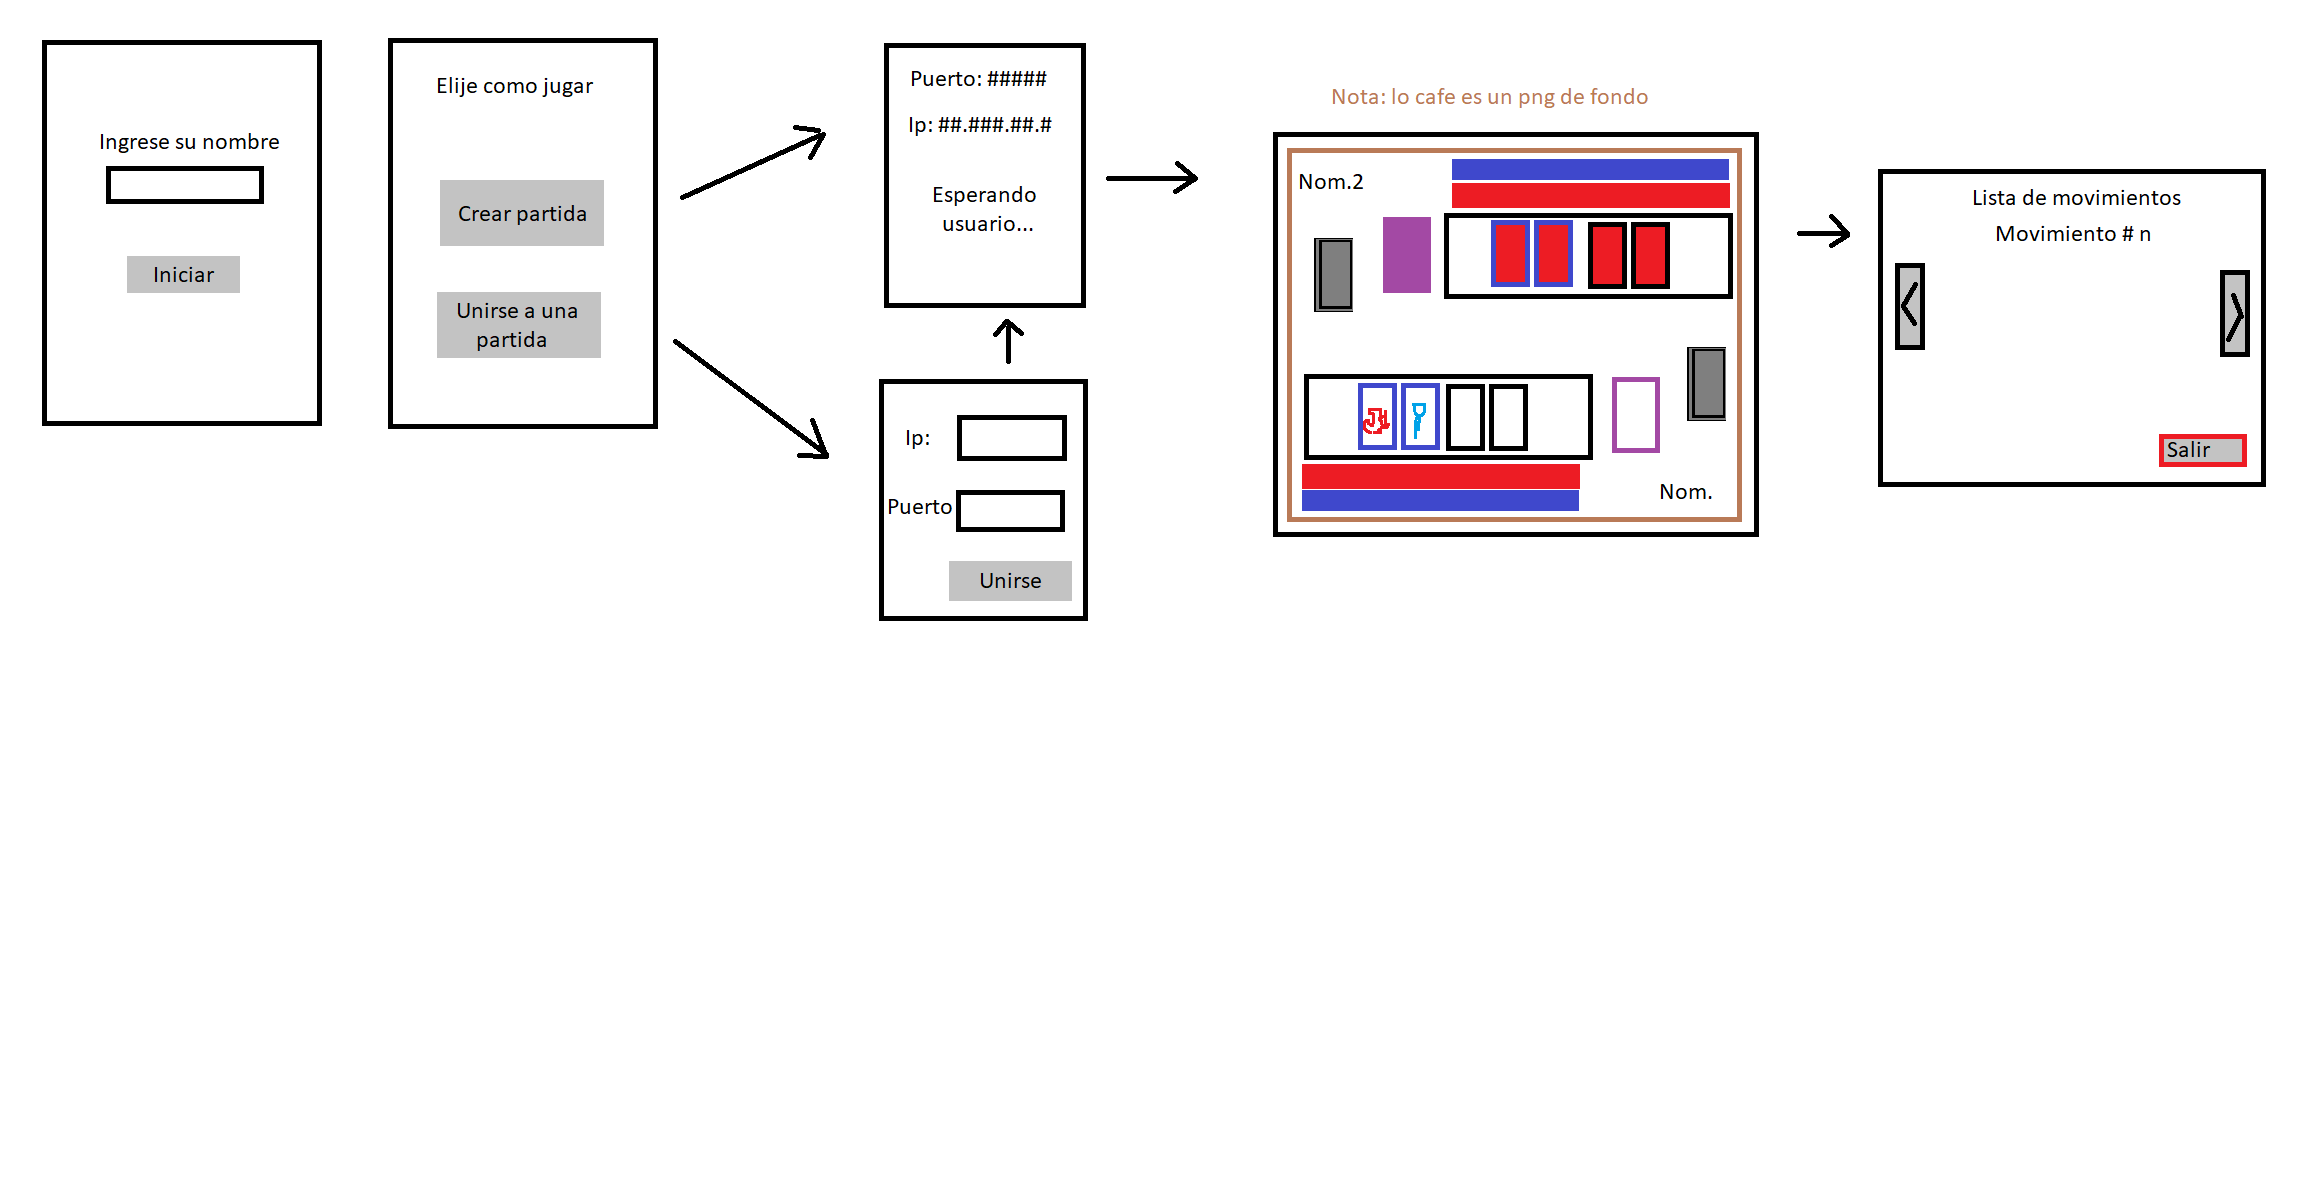 Ingrese su nombre
Iniciar
Elije como jugar
Crear partida
Unirse a una
partida
Puerto: #####
Ip: ##.###.##.#
Esperando
usuario...
Ip:
Puerto
Unirse
Nota: lo cafe es un png de fondo
Nom.2
Nom.
Lista de movimientos
Movimiento # n
Salir